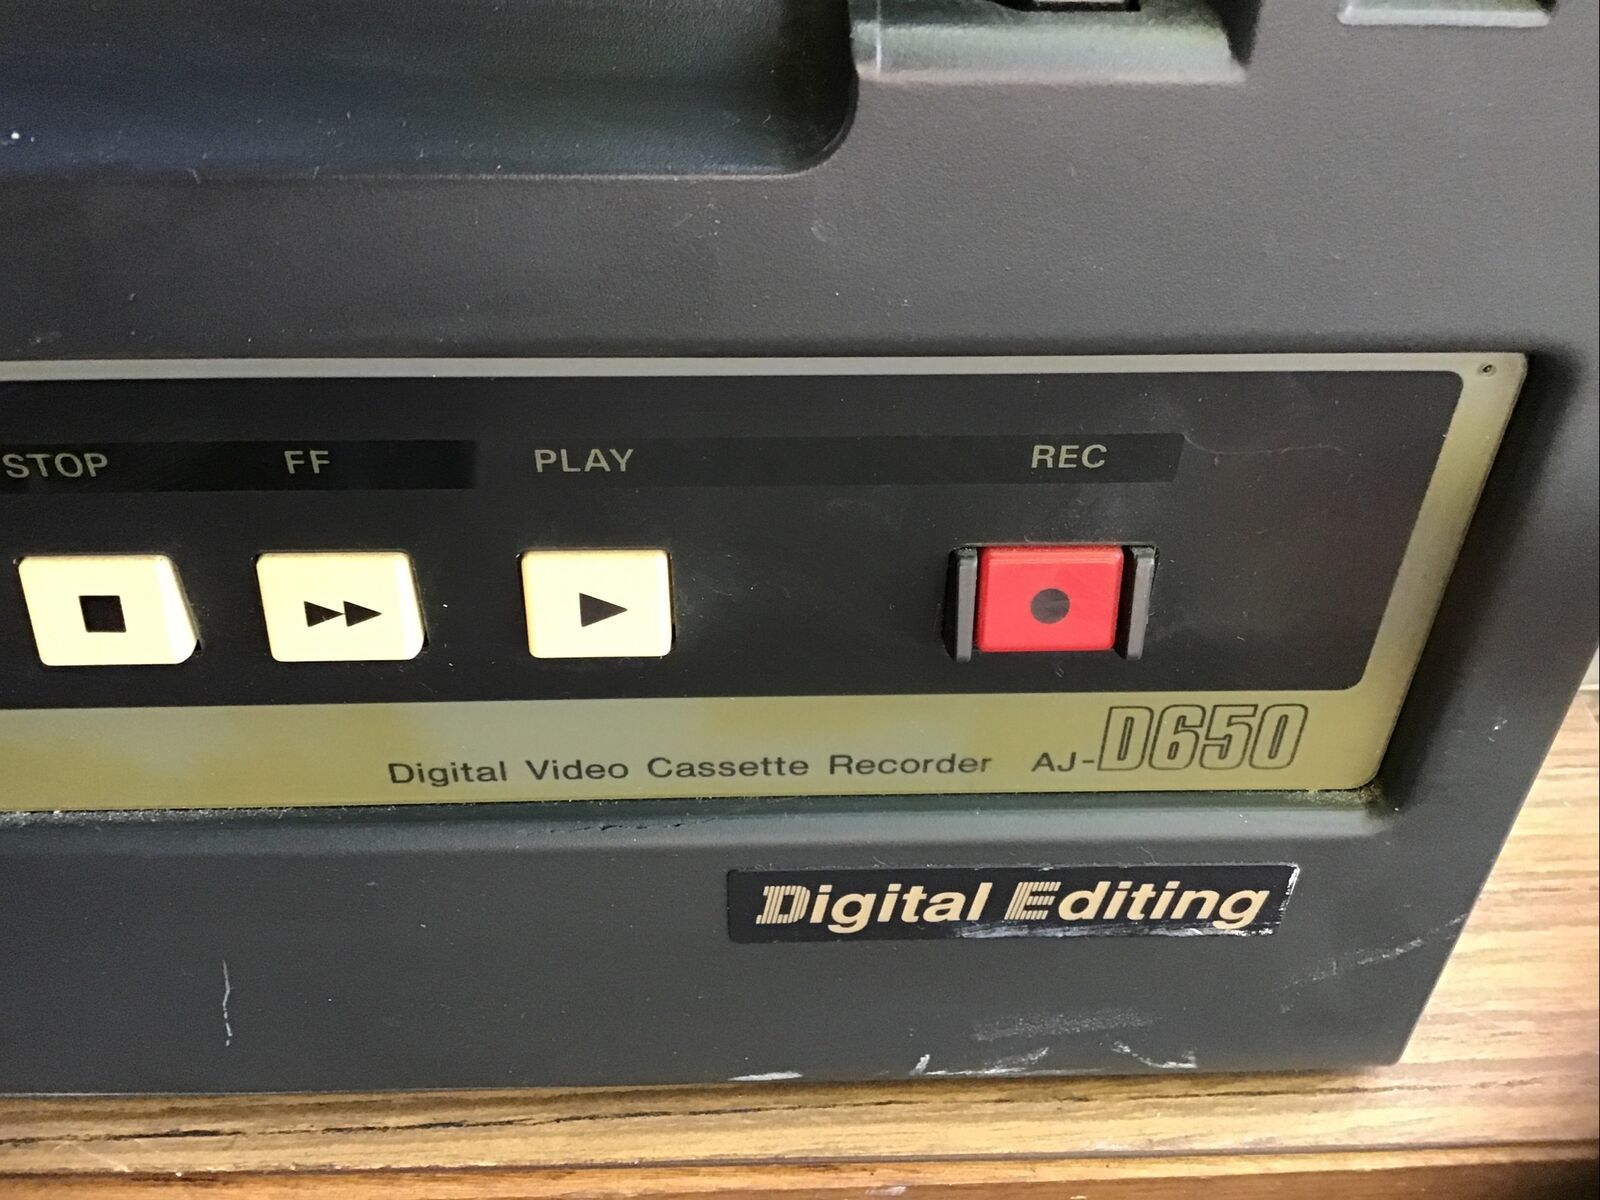 STOP FF PLAY REC
Digital Video Cassette Recorder AJ-D650
Digital Editing